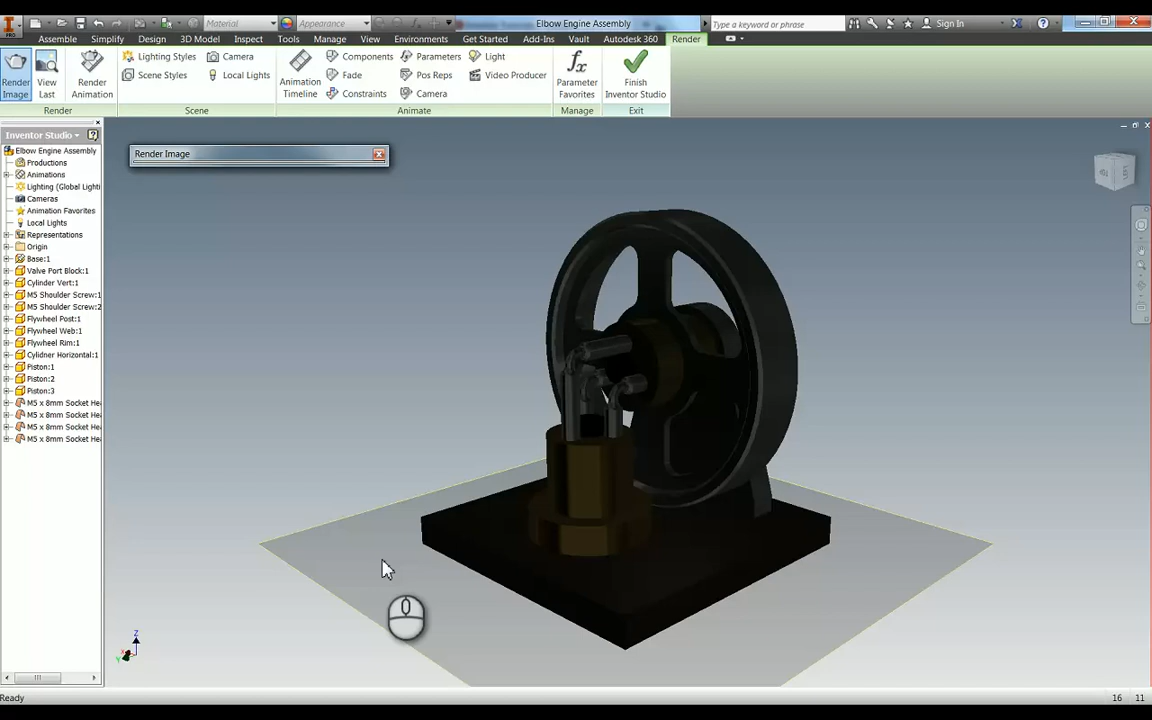 Material
Appearance
Elbow Engine Assembly
Type a keyword or phrase
Sign In
PRO
Assemble Simplify Design 3D Model Inspect Tools Manage View Environments Get Started Add-Ins Vault Autodesk 360 Render
Render Image
View Last
Render Animation
Lighting Styles
Camera
Scene Styles
Local Lights
Animation Timeline
Components
Fade
Constraints
Parameters
Pos Reps
Camera
Light
Video Producer
fx
Parameter Favorites
Finish Inventor Studio
Render
Scene
Animate
Manage
Exit
Inventor Studio
Render Image
Elbow Engine Assembly
Productions
Animations
Lighting (Global Lighti
Cameras
Animation Favorites
Local Lights
Representations
Origin
Base:1
Valve Port Block:1
Cylinder Vert:1
M5 Shoulder Screw:1
M5 Shoulder Screw:2
Flywheel Post:1
Flywheel Web:1
Flywheel Rim:1
Cylidner Horizontal:1
Piston:1
Piston:2
Piston:3
M5 x 8mm Socket He
M5 x 8mm Socket He
M5 x 8mm Socket He
M5 x 8mm Socket He
Z
Y
Ready
16 11